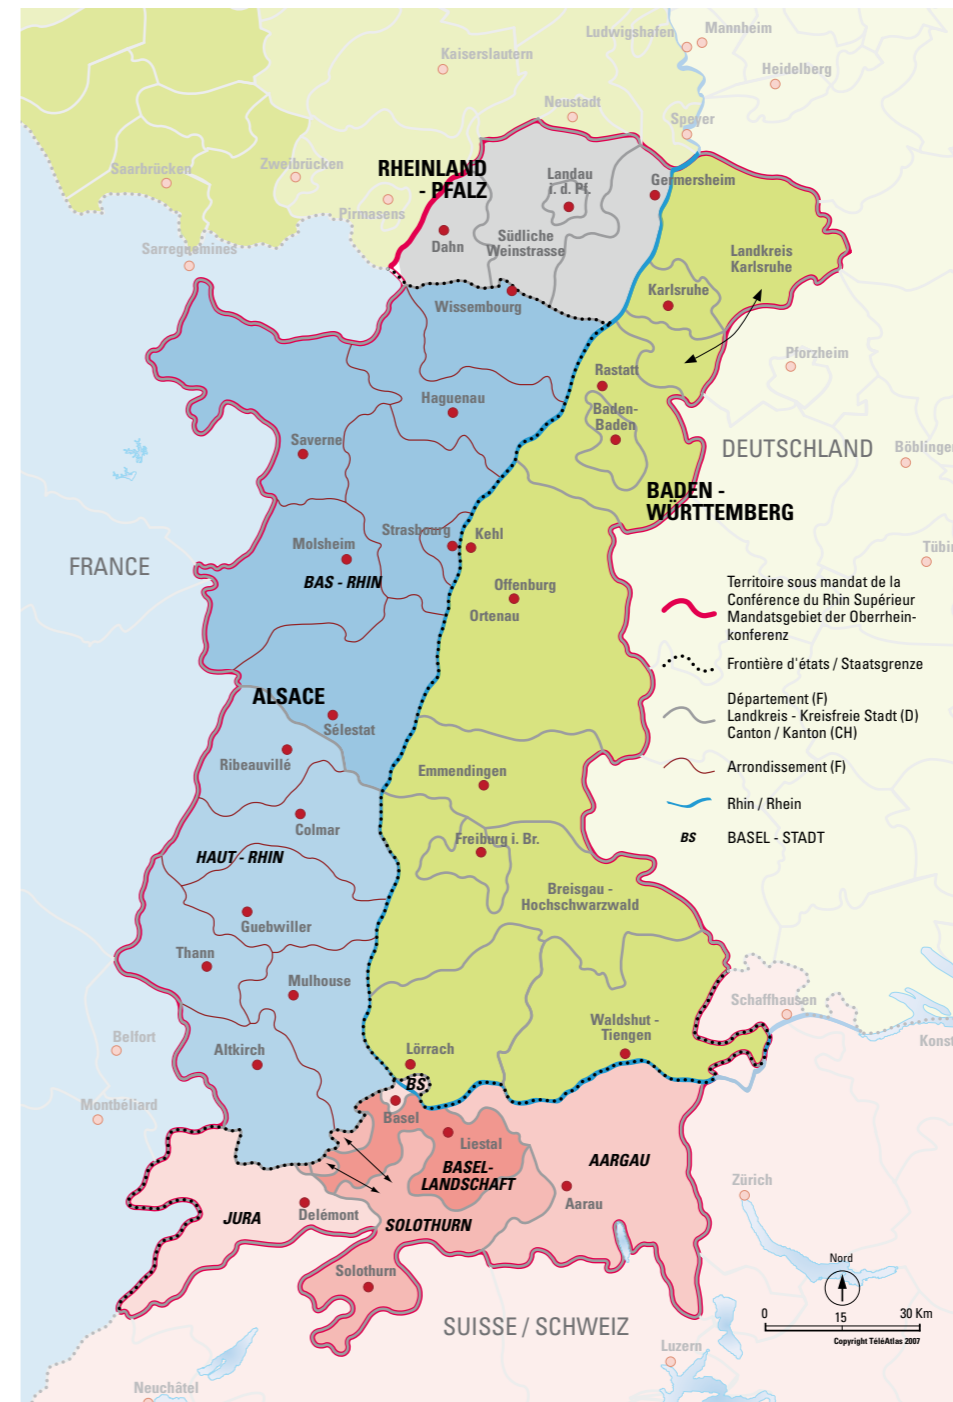 Ludwigshafen
Mannheim
Kaiserslautern
Heidelberg
Neustadt
Speyer
Saarbrücken
Zweibrücken
RHEINLAND
- PFALZ
Landau
i. d. Pf.
Germersheim
Pirmasens
Dahn
Südliche
Weinstrasse
Sarreguemines
Landkreis
Karlsruhe
Karlsruhe
Wissembourg
Pforzheim
Rastatt
Haguenau
Baden-
Baden
Saverne
DEUTSCHLAND
Böblinge
BADEN -
WÜRTTEMBERG
Strasbourg
Kehl
Molsheim
Tübin
FRANCE
BAS - RHIN
Offenburg
Ortenau
Territoire sous mandat de la
Conférence du Rhin Supérieur
Mandatsgebiet der Oberrhein-
konferenz
Frontière d'états / Staatsgrenze
Département (F)
Landkreis - Kreisfreie Stadt (D)
Canton / Kanton (CH)
Arrondissement (F)
Rhin / Rhein
BS BASEL - STADT
ALSACE
Sélestat
Ribeauvillé
Emmendingen
Colmar
Freiburg i. Br.
HAUT - RHIN
Breisgau -
Hochschwarzwald
Guebwiller
Thann
Mulhouse
Schaffhausen
Waldshut -
Tiengen
Belfort
Konst
Altkirch
Lörrach
BS
Montbéliard
Basel
Liestal
BASEL-
LANDSCHAFT
AARGAU
Zürich
Aarau
JURA
Delémont
SOLOTHURN
Solothurn
Nord
0 15 30 Km
Copyright TéléAtlas 2007
SUISSE / SCHWEIZ
Luzern
Neuchâtel